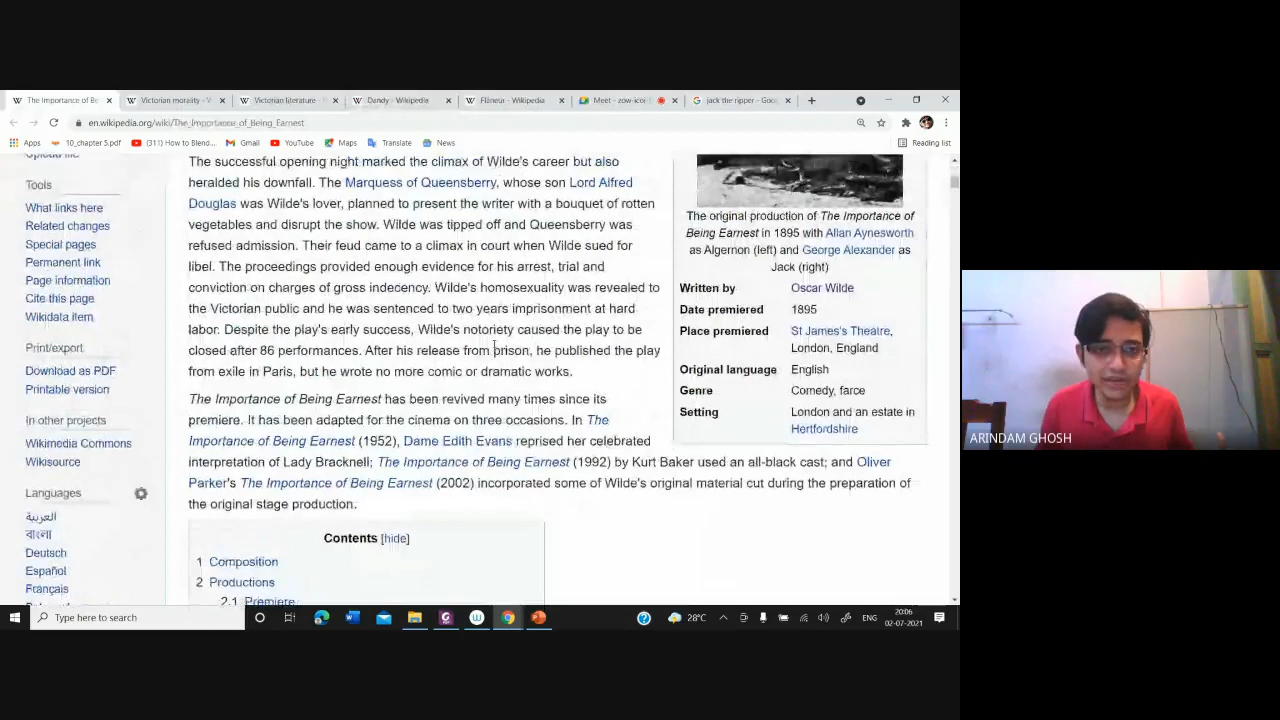 The Importance of Be
Victorian morality - W
Victorian literature -
Dandy - Wikipedia
Flâneur - Wikipedia
Meet - zow-icoi-
jack the ripper - Goo
en.wikipedia.org/wiki/The_Importance_of_Being_Earnest
Apps
10_chapter 5.pdf
(311) How to Blend...
Gmail
YouTube
Maps
Translate
News
Reading list
Upload file
Tools
What links here
Related changes
Special pages
Permanent link
Page information
Cite this page
Wikidata item
Print/export
Download as PDF
Printable version
In other projects
Wikimedia Commons
Wikisource
Languages
العربية
বাংলা
Deutsch
Español
Français
The successful opening night marked the climax of Wilde's career but also
heralded his downfall. The Marquess of Queensberry, whose son Lord Alfred
Douglas was Wilde's lover, planned to present the writer with a bouquet of rotten
vegetables and disrupt the show. Wilde was tipped off and Queensberry was
refused admission. Their feud came to a climax in court when Wilde sued for
libel. The proceedings provided enough evidence for his arrest, trial and
conviction on charges of gross indecency. Wilde's homosexuality was revealed to
the Victorian public and he was sentenced to two years imprisonment at hard
labor. Despite the play's early success, Wilde's notoriety caused the play to be
closed after 86 performances. After his release from prison, he published the play
from exile in Paris, but he wrote no more comic or dramatic works.
The Importance of Being Earnest has been revived many times since its
premiere. It has been adapted for the cinema on three occasions. In The
Importance of Being Earnest (1952), Dame Edith Evans reprised her celebrated
interpretation of Lady Bracknell; The Importance of Being Earnest (1992) by Kurt Baker used an all-black cast; and Oliver
Parker's The Importance of Being Earnest (2002) incorporated some of Wilde's original material cut during the preparation of
the original stage production.
Contents [hide]
1 Composition
2 Productions
2.1 Premiere
The original production of The Importance of
Being Earnest in 1895 with Allan Aynesworth
as Algernon (left) and George Alexander as
Jack (right)
Written by Oscar Wilde
Date premiered 1895
Place premiered St James's Theatre,
London, England
Original language English
Genre Comedy, farce
Setting London and an estate in
Hertfordshire
ARINDAM GHOSH
Type here to search
28°C
ENG
20:06
02-07-2021